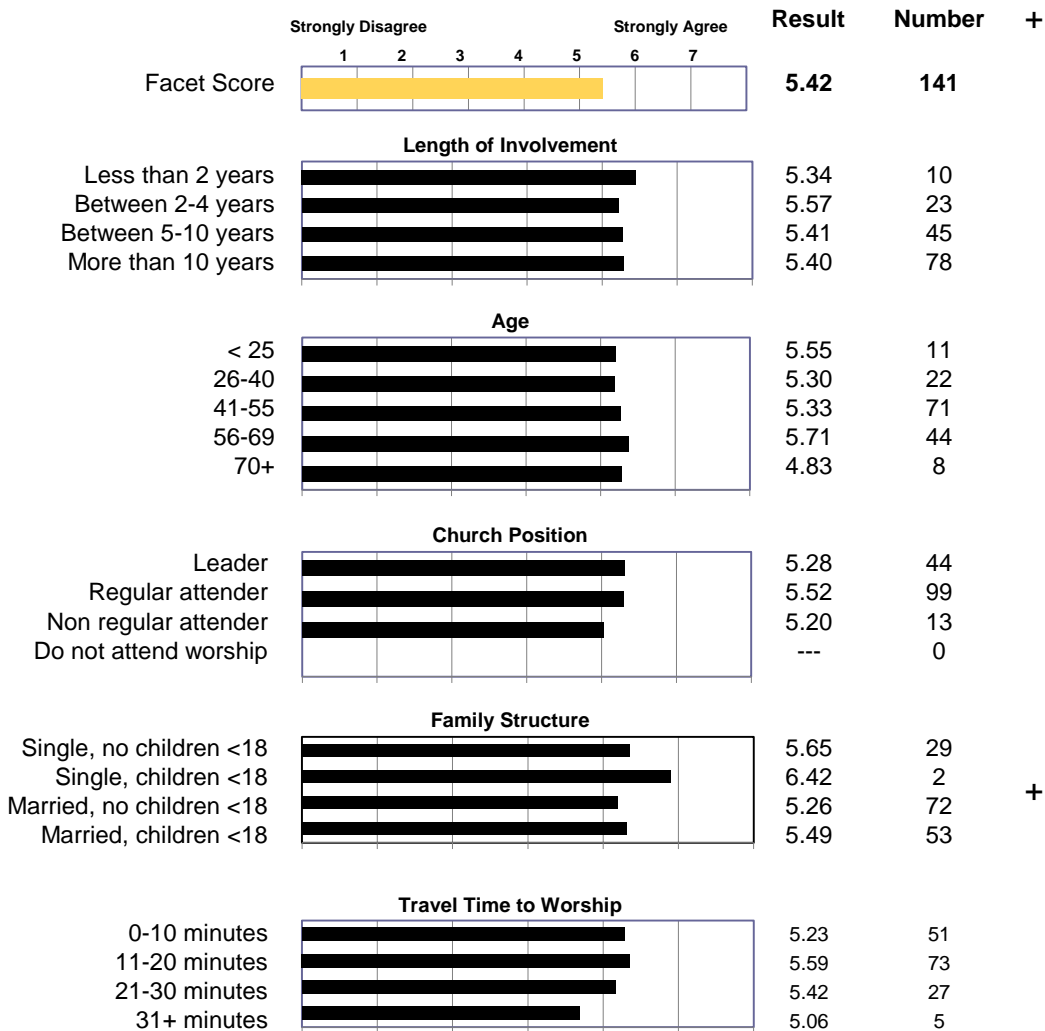 Strongly Disagree Strongly Agree Result Number +
1 2 3 4 5 6 7
Facet Score 5.42 141
Length of Involvement
Less than 2 years 5.34 10
Between 2-4 years 5.57 23
Between 5-10 years 5.41 45
More than 10 years 5.40 78
Age
< 25 5.55 11
26-40 5.30 22
41-55 5.33 71
56-69 5.71 44
70+ 4.83 8
Church Position
Leader 5.28 44
Regular attender 5.52 99
Non regular attender 5.20 13
Do not attend worship --- 0
Family Structure
Single, no children <18 5.65 29
Single, children <18 6.42 2 +
Married, no children <18 5.26 72
Married, children <18 5.49 53
Travel Time to Worship
0-10 minutes 5.23 51
11-20 minutes 5.59 73
21-30 minutes 5.42 27
31+ minutes 5.06 5